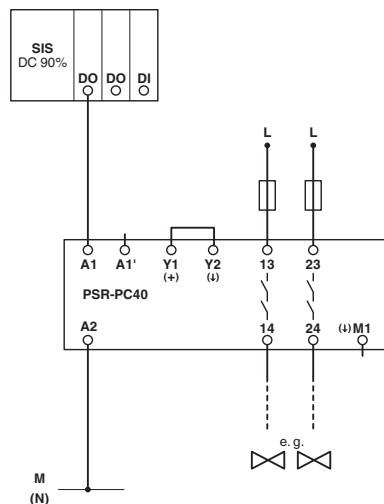 SIS
DC 90%
DO DO DI
L L
A1 A1' Y1 Y2 13 23
(+) (↓)
PSR-PC40
A2 14 24 (↓) M1
e. g.
M
(N)